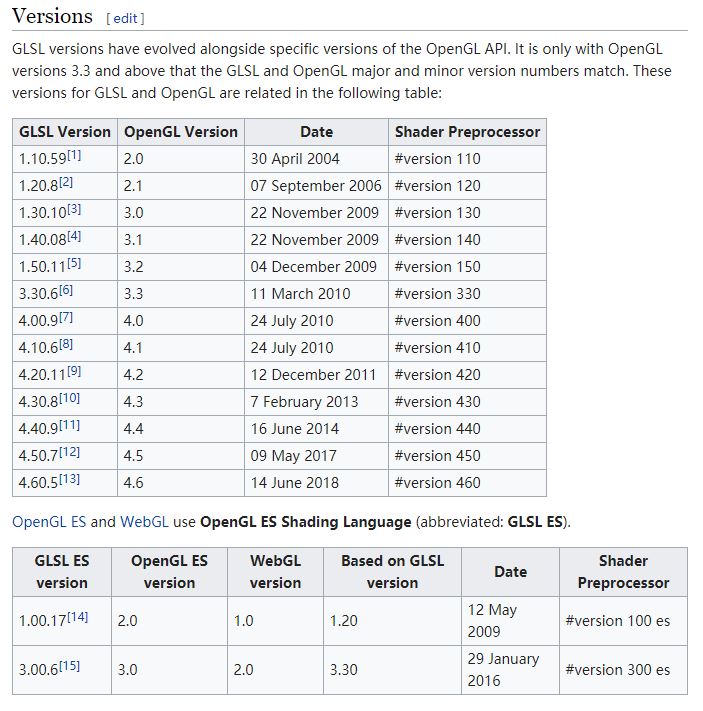 Versions [ edit ]
GLSL versions have evolved alongside specific versions of the OpenGL API. It is only with OpenGL
versions 3.3 and above that the GLSL and OpenGL major and minor version numbers match. These
versions for GLSL and OpenGL are related in the following table:
GLSL Version OpenGL Version Date Shader Preprocessor
1.10.59[1] 2.0 30 April 2004 #version 110
1.20.8[2] 2.1 07 September 2006 #version 120
1.30.10[3] 3.0 22 November 2009 #version 130
1.40.08[4] 3.1 22 November 2009 #version 140
1.50.11[5] 3.2 04 December 2009 #version 150
3.30.6[6] 3.3 11 March 2010 #version 330
4.00.9[7] 4.0 24 July 2010 #version 400
4.10.6[8] 4.1 24 July 2010 #version 410
4.20.11[9] 4.2 12 December 2011 #version 420
4.30.8[10] 4.3 7 February 2013 #version 430
4.40.9[11] 4.4 16 June 2014 #version 440
4.50.7[12] 4.5 09 May 2017 #version 450
4.60.5[13] 4.6 14 June 2018 #version 460
OpenGL ES and WebGL use OpenGL ES Shading Language (abbreviated: GLSL ES).
GLSL ES
version
OpenGL ES
version
WebGL
version
Based on GLSL
version
Date
Shader
Preprocessor
1.00.17[14]
2.0
1.0
1.20
12 May
2009
#version 100 es
3.00.6[15]
3.0
2.0
3.30
29 January
2016
#version 300 es